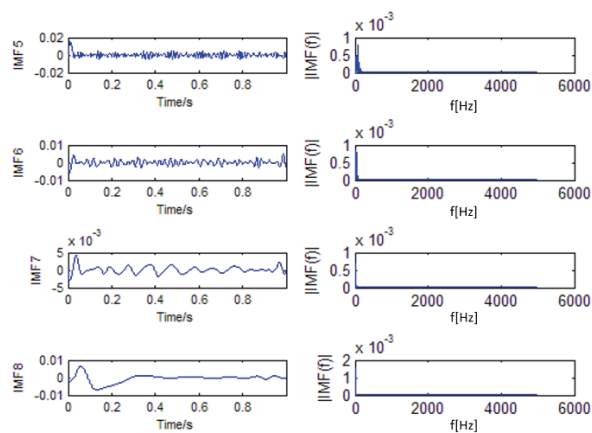 0.02
0
-0.02
IMF5
0 0.2 0.4 0.6 0.8
Time/s
x 10^-3
1
0.5
0
|IMF(f)|
0 2000 4000 6000
f[Hz]
0.01
0
-0.01
IMF6
0 0.2 0.4 0.6 0.8
Time/s
x 10^-3
1
0.5
0
|IMF(f)|
0 2000 4000 6000
f[Hz]
x 10^-3
5
0
-5
IMF7
0 0.2 0.4 0.6 0.8
Time/s
x 10^-3
1
0.5
0
|IMF(f)|
0 2000 4000 6000
f[Hz]
0.01
0
-0.01
IMF8
0 0.2 0.4 0.6 0.8
Time/s
x 10^-3
2
1
0
|IMF(f)|
0 2000 4000 6000
f[Hz]